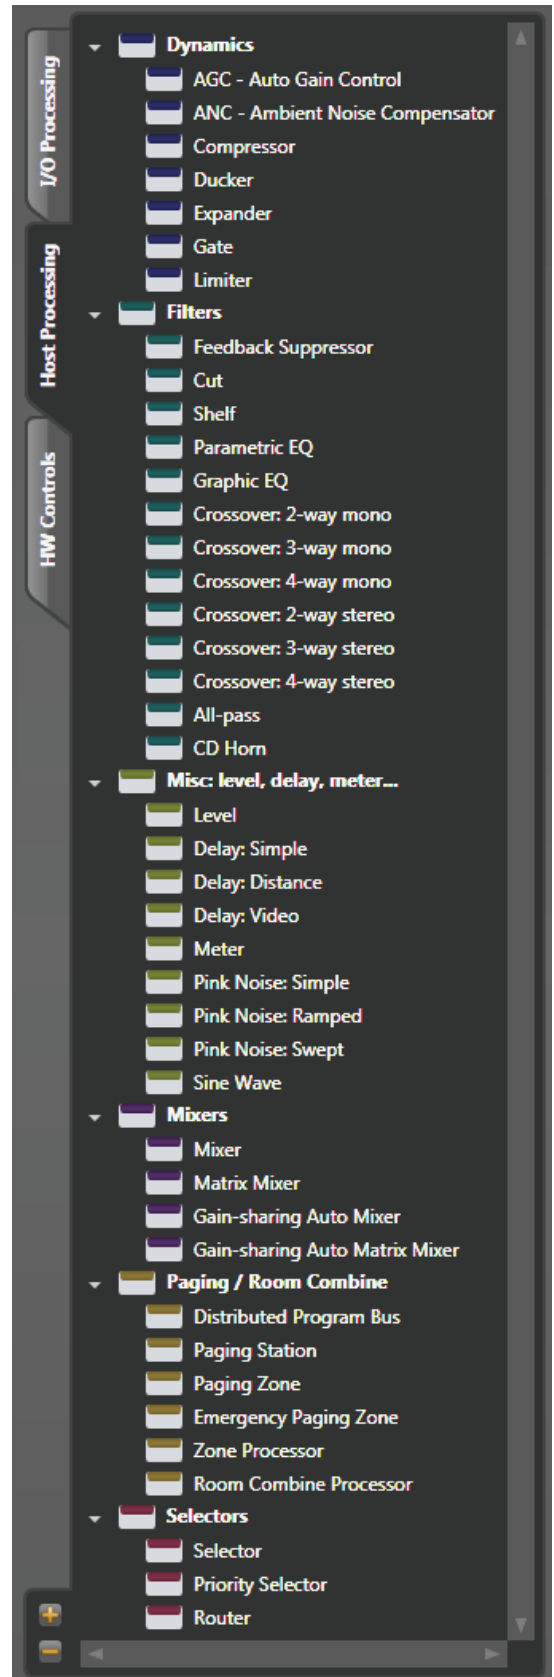 I/O Processing
Host Processing
HW Controls
Dynamics
AGC - Auto Gain Control
ANC - Ambient Noise Compensator
Compressor
Ducker
Expander
Gate
Limiter
Filters
Feedback Suppressor
Cut
Shelf
Parametric EQ
Graphic EQ
Crossover: 2-way mono
Crossover: 3-way mono
Crossover: 4-way mono
Crossover: 2-way stereo
Crossover: 3-way stereo
Crossover: 4-way stereo
All-pass
CD Horn
Misc: level, delay, meter...
Level
Delay: Simple
Delay: Distance
Delay: Video
Meter
Pink Noise: Simple
Pink Noise: Ramped
Pink Noise: Swept
Sine Wave
Mixers
Mixer
Matrix Mixer
Gain-sharing Auto Mixer
Gain-sharing Auto Matrix Mixer
Paging / Room Combine
Distributed Program Bus
Paging Station
Paging Zone
Emergency Paging Zone
Zone Processor
Room Combine Processor
Selectors
Selector
Priority Selector
Router